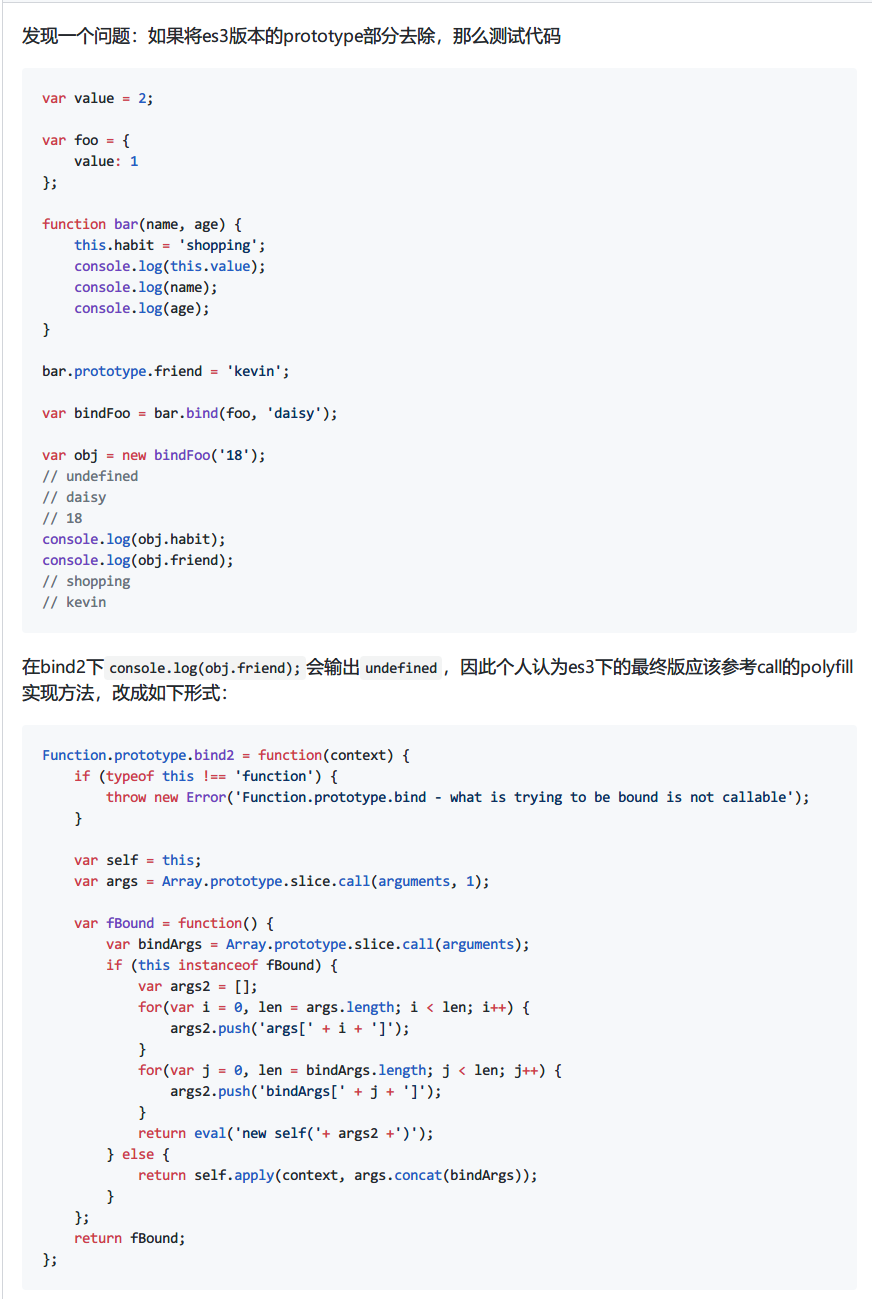 发现一个问题：如果将es3版本的prototype部分去除，那么测试代码
var value = 2;

var foo = {
    value: 1
};

function bar(name, age) {
    this.habit = 'shopping';
    console.log(this.value);
    console.log(name);
    console.log(age);
}

bar.prototype.friend = 'kevin';

var bindFoo = bar.bind(foo, 'daisy');

var obj = new bindFoo('18');
// undefined
// daisy
// 18
console.log(obj.habit);
console.log(obj.friend);
// shopping
// kevin
在bind2下 console.log(obj.friend); 会输出 undefined ，因此个人认为es3下的最终版应该参考call的polyfill
实现方法，改成如下形式：
Function.prototype.bind2 = function(context) {
    if (typeof this !== 'function') {
        throw new Error('Function.prototype.bind - what is trying to be bound is not callable');
    }

    var self = this;
    var args = Array.prototype.slice.call(arguments, 1);

    var fBound = function() {
        var bindArgs = Array.prototype.slice.call(arguments);
        if (this instanceof fBound) {
            var args2 = [];
            for(var i = 0, len = args.length; i < len; i++) {
                args2.push('args[' + i + ']');
            }
            for(var j = 0, len = bindArgs.length; j < len; j++) {
                args2.push('bindArgs[' + j + ']');
            }
            return eval('new self('+ args2 +')');
        } else {
            return self.apply(context, args.concat(bindArgs));
        }
    };
    return fBound;
};